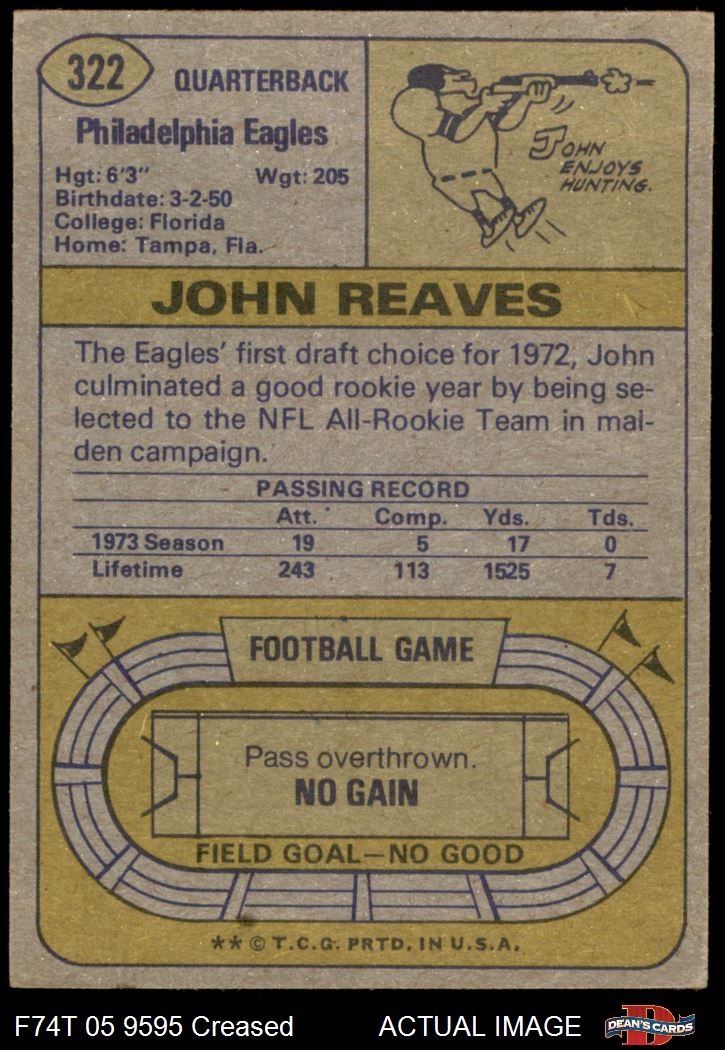 322
QUARTERBACK
Philadelphia Eagles
Hgt: 6'3" Wgt: 205
Birthdate: 3-2-50
College: Florida
Home: Tampa, Fla.
JOHN
ENJOYS
HUNTING.
JOHN REAVES
The Eagles' first draft choice for 1972, John
culminated a good rookie year by being se-
lected to the NFL All-Rookie Team in mai-
den campaign.
PASSING RECORD
Att. Comp. Yds. Tds.
1973 Season 19 5 17 0
Lifetime 243 113 1525 7
FOOTBALL GAME
Pass overthrown.
NO GAIN
FIELD GOAL—NO GOOD
** © T.C.G. PRTD. IN U.S.A.
F74T 05 9595 Creased ACTUAL IMAGE
D
DEAN'S CARDS